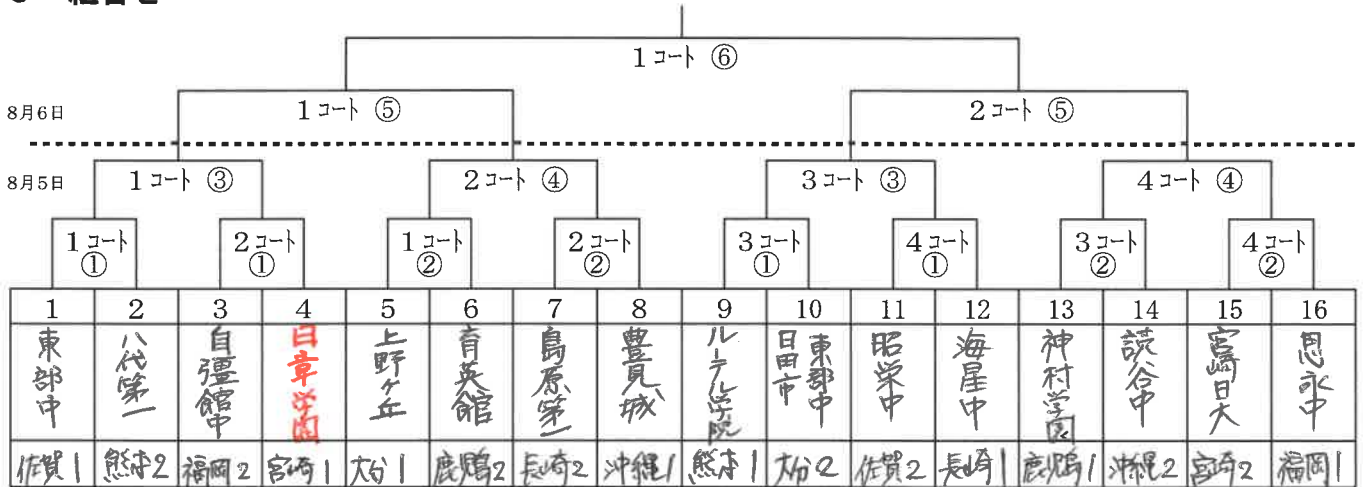 1コート ⑥
8月6日
1コート ⑤ 2コート ⑤
8月5日
1コート ③ 2コート ④ 3コート ③ 4コート ④
1コート ① 2コート ① 1コート ② 2コート ② 3コート ① 4コート ① 3コート ② 4コート ②
1 2 3 4 5 6 7 8 9 10 11 12 13 14 15 16
東部中 八代第一 自彊館中 日章学園 上野ヶ丘 育英館 島原第一 豊見城 ルーテル学院 日田市東部中 昭栄中 海星中 神村学園 読谷中 宮崎日大 思永中
佐賀1 熊本2 福岡2 宮崎1 大分1 鹿児島2 長崎2 沖縄1 熊本1 大分2 佐賀2 長崎1 鹿児島1 沖縄2 宮崎2 福岡1